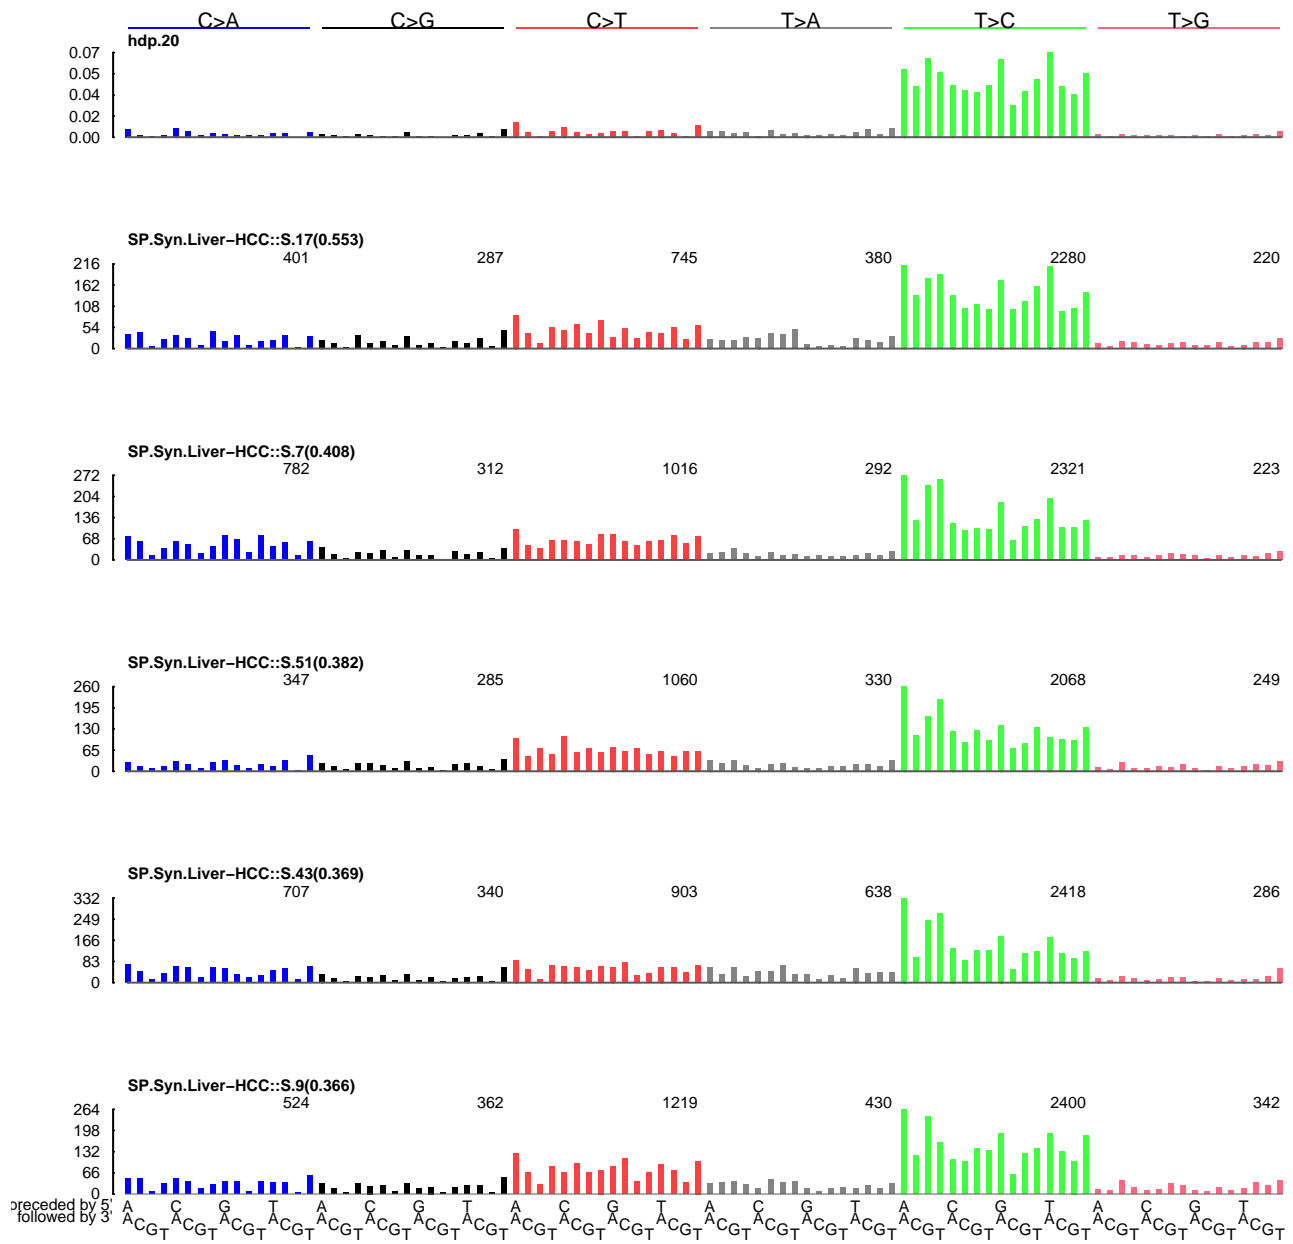 C>A C>G C>T T>A T>C T>G
hdp.20
0.07
0.05
0.04
0.02
0.00
SP.Syn.Liver−HCC::S.17(0.553)
401 287 745 380 2280 220
216
162
108
54
0
SP.Syn.Liver−HCC::S.7(0.408)
782 312 1016 292 2321 223
272
204
136
68
0
SP.Syn.Liver−HCC::S.51(0.382)
347 285 1060 330 2068 249
260
195
130
65
0
SP.Syn.Liver−HCC::S.43(0.369)
707 340 903 638 2418 286
332
249
166
83
0
SP.Syn.Liver−HCC::S.9(0.366)
524 362 1219 430 2400 342
264
198
132
66
0
preceded by 5' A C G T A C G T A C G T A C G T A C G T A C G T
followed by 3' A C G T A C G T A C G T A C G T A C G T A C G T A C G T A C G T A C G T A C G T A C G T A C G T A C G T A C G T A C G T A C G T A C G T A C G T A C G T A C G T A C G T A C G T A C G T A C G T